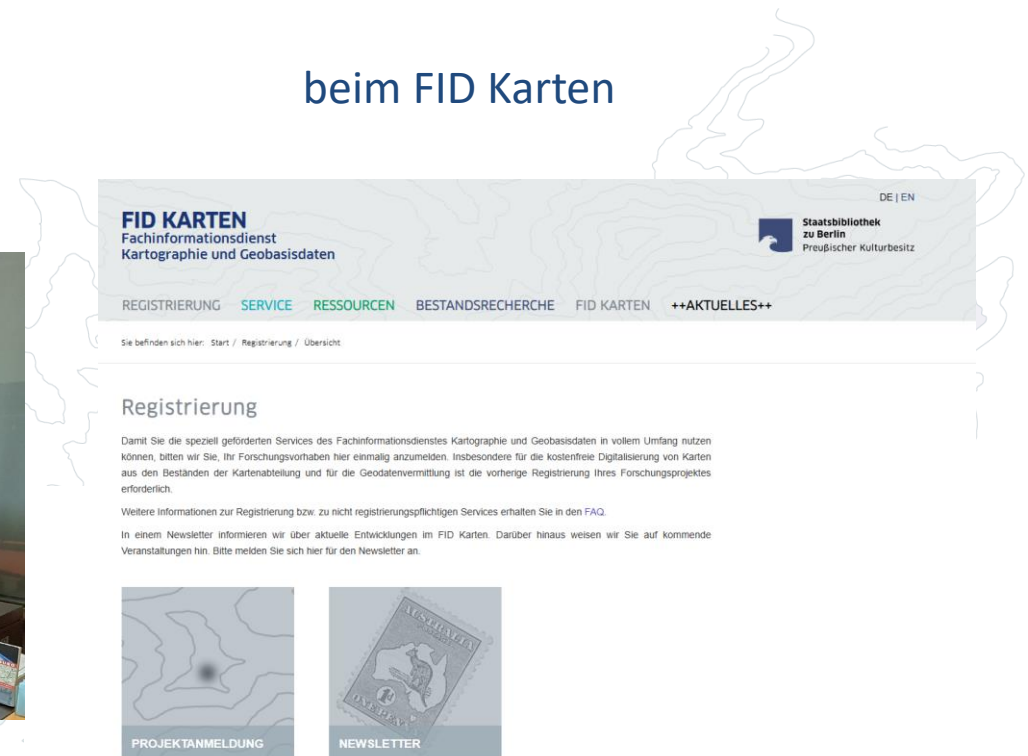 beim FID Karten
DE | EN
FID KARTEN
Fachinformationsdienst
Kartographie und Geobasisdaten
Staatsbibliothek
zu Berlin
Preußischer Kulturbesitz
REGISTRIERUNG SERVICE RESSOURCEN BESTANDSRECHERCHE FID KARTEN ++AKTUELLES++
Sie befinden sich hier: Start / Registrierung / Übersicht
Registrierung
Damit Sie die speziell geförderten Services des Fachinformationsdienstes Kartographie und Geobasisdaten in vollem Umfang nutzen
können, bitten wir Sie, Ihr Forschungsvorhaben hier einmalig anzumelden. Insbesondere für die kostenfreie Digitalisierung von Karten
aus den Beständen der Kartenabteilung und für die Geodatenvermittlung ist die vorherige Registrierung Ihres Forschungsprojektes
erforderlich.
Weitere Informationen zur Registrierung bzw. zu nicht registrierungspflichtigen Services erhalten Sie in den FAQ.
In einem Newsletter informieren wir über aktuelle Entwicklungen im FID Karten. Darüber hinaus weisen wir Sie auf kommende
Veranstaltungen hin. Bitte melden Sie sich hier für den Newsletter an.
AUSTRALIA
POSTAGE
1D
ONE PENNY
PROJEKTANMELDUNG
NEWSLETTER